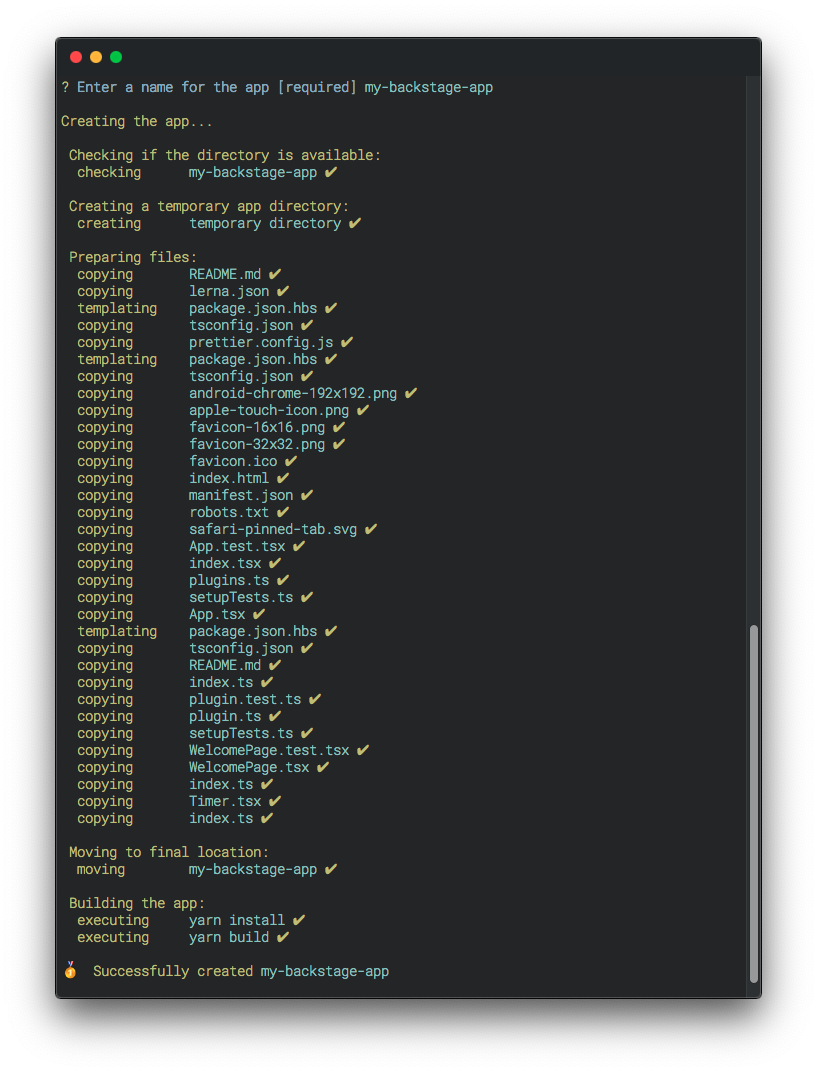 ? Enter a name for the app [required] my-backstage-app
Creating the app...
Checking if the directory is available:
checking my-backstage-app ✔
Creating a temporary app directory:
creating temporary directory ✔
Preparing files:
copying README.md ✔
copying lerna.json ✔
templating package.json.hbs ✔
copying tsconfig.json ✔
copying prettier.config.js ✔
templating package.json.hbs ✔
copying tsconfig.json ✔
copying android-chrome-192x192.png ✔
copying apple-touch-icon.png ✔
copying favicon-16x16.png ✔
copying favicon-32x32.png ✔
copying favicon.ico ✔
copying index.html ✔
copying manifest.json ✔
copying robots.txt ✔
copying safari-pinned-tab.svg ✔
copying App.test.tsx ✔
copying index.tsx ✔
copying plugins.ts ✔
copying setupTests.ts ✔
copying App.tsx ✔
templating package.json.hbs ✔
copying tsconfig.json ✔
copying README.md ✔
copying index.ts ✔
copying plugin.test.ts ✔
copying plugin.ts ✔
copying setupTests.ts ✔
copying WelcomePage.test.tsx ✔
copying WelcomePage.tsx ✔
copying index.ts ✔
copying Timer.tsx ✔
copying index.ts ✔
Moving to final location:
moving my-backstage-app ✔
Building the app:
executing yarn install ✔
executing yarn build ✔
🥇 Successfully created my-backstage-app